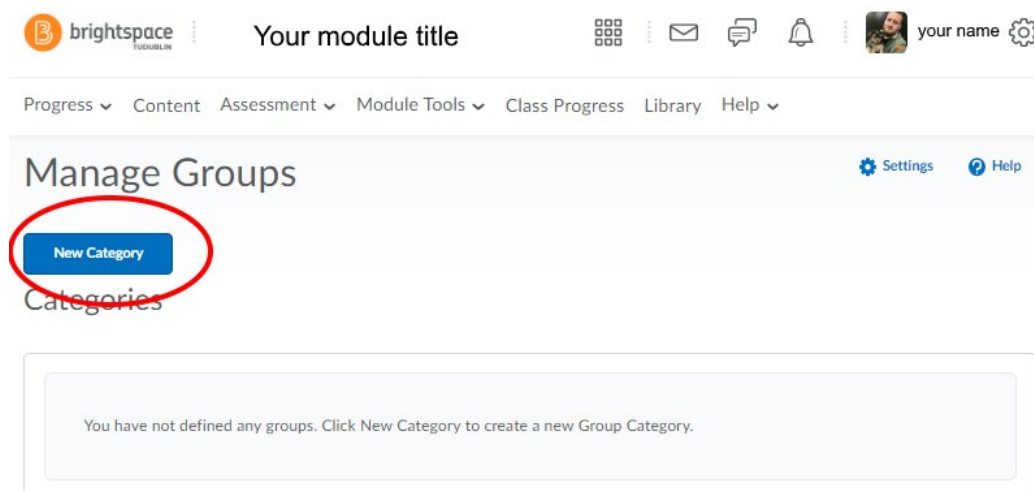 brightspace
TUDUBLIN
Your module title
your name
Progress Content Assessment Module Tools Class Progress Library Help
Manage Groups
Settings Help
New Category
Categories
You have not defined any groups. Click New Category to create a new Group Category.